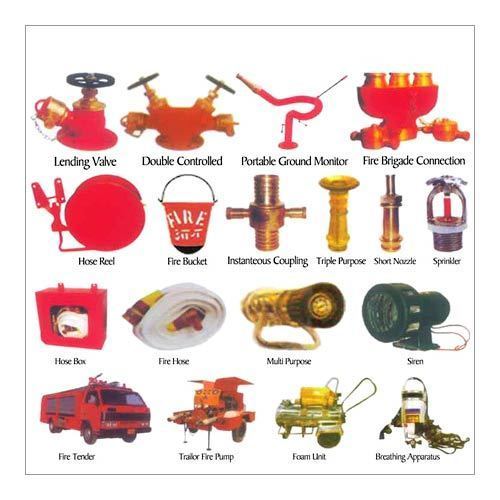 Lending Valve
Double Controlled
Portable Ground Monitor
Fire Brigade Connection
FIRE
Hose Reel
Fire Bucket
Instanteous Coupling
Triple Purpose
Short Nozzle
Sprinkler
Hose Box
Fire Hose
Multi Purpose
Siren
Fire Tender
Trailor Fire Pump
Foam Unit
Breathing Apparatus